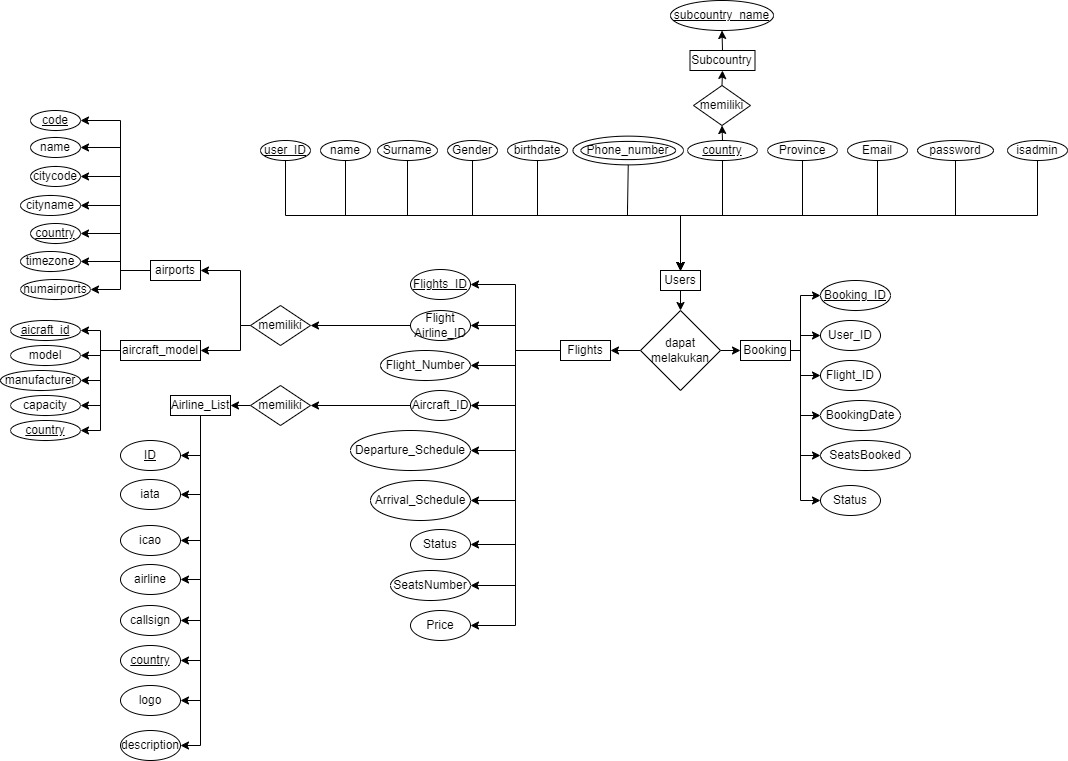 subcountry_name
Subcountry
memiliki
user_ID
name
Surname
Gender
birthdate
Phone_number
country
Province
Email
password
isadmin
code
name
citycode
cityname
country
timezone
numairports
airports
aicraft_id
model
manufacturer
capacity
country
aircraft_model
memiliki
Airline_List
memiliki
ID
iata
icao
airline
callsign
country
logo
description
Flights_ID
Flight
Airline_ID
Flight_Number
Aircraft_ID
Departure_Schedule
Arrival_Schedule
Status
SeatsNumber
Price
Flights
Users
dapat
melakukan
Booking
Booking_ID
User_ID
Flight_ID
BookingDate
SeatsBooked
Status